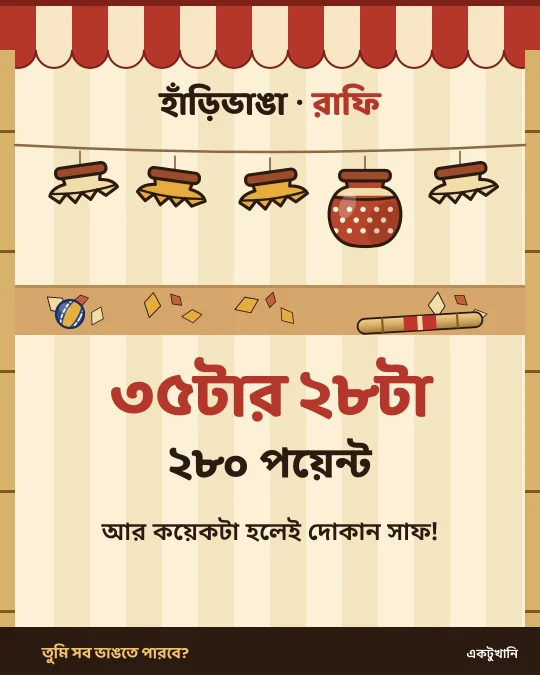 হাঁড়িভাঙা · রাফি
৩৫টার ২৮টা
২৮০ পয়েন্ট
আর কয়েকটা হলেই দোকান সাফ!
তুমি সব ভাঙতে পারবে?
একটুখানি